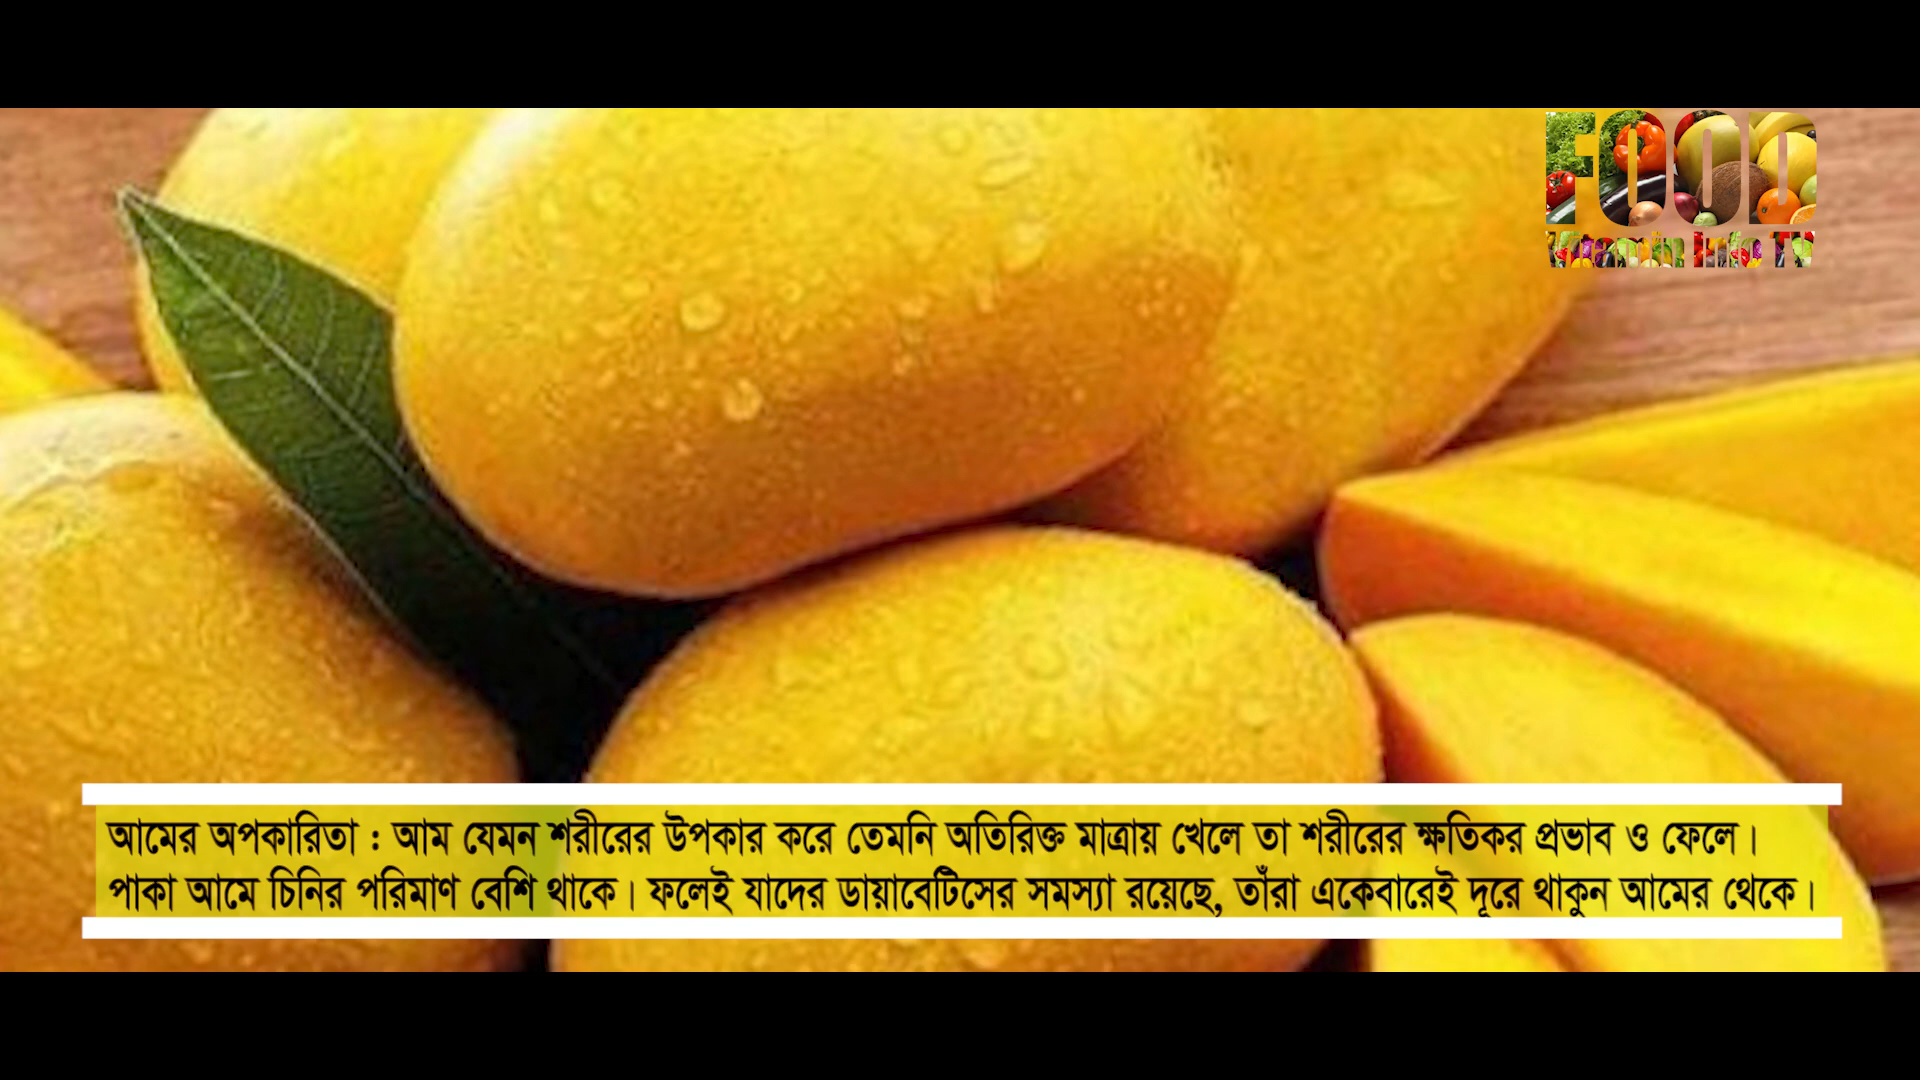 FOOD
Vitamin Info TV
আমের অপকারিতা : আম যেমন শরীরের উপকার করে তেমনি অতিরিক্ত মাত্রায় খেলে তা শরীরের ক্ষতিকর প্রভাব ও ফেলে।
পাকা আমে চিনির পরিমাণ বেশি থাকে। ফলেই যাদের ডায়াবেটিসের সমস্যা রয়েছে, তাঁরা একেবারেই দূরে থাকুন আমের থেকে।